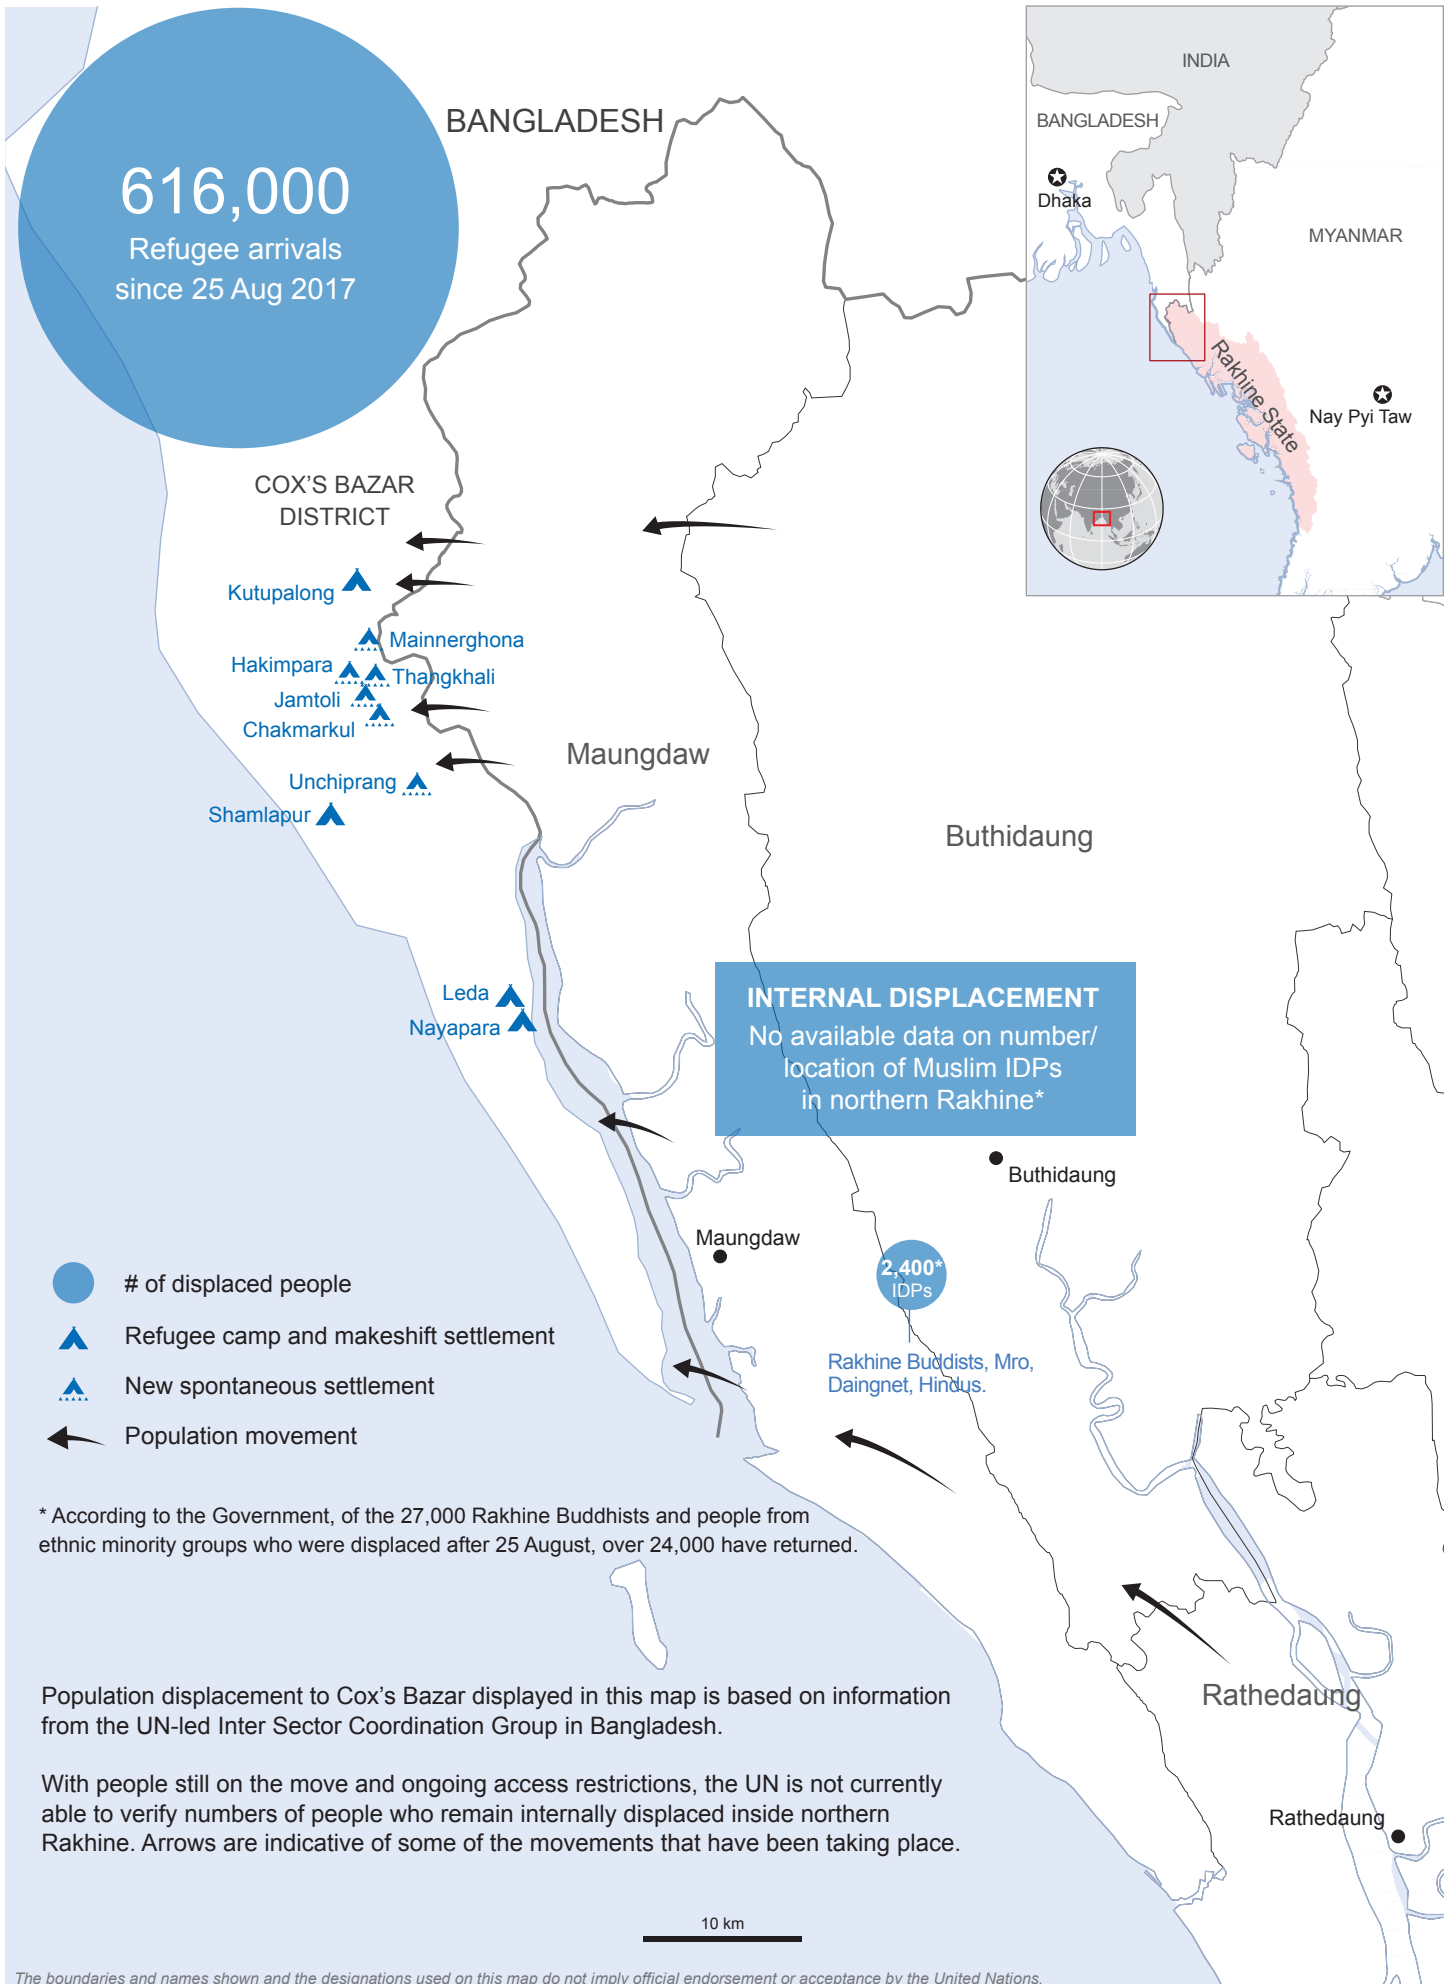 616,000
Refugee arrivals
since 25 Aug 2017
BANGLADESH
INDIA
BANGLADESH
Dhaka
MYANMAR
Rakhine State
Nay Pyi Taw
COX'S BAZAR
DISTRICT
Kutupalong
Mainnerghona
Hakimpara
Thangkhali
Jamtoli
Chakmarkul
Unchiprang
Shamlapur
Maungdaw
Buthidaung
Leda
Nayapara
INTERNAL DISPLACEMENT
No available data on number/
location of Muslim IDPs
in northern Rakhine*
Buthidaung
Maungdaw
2,400*
IDPs
Rakhine Buddists, Mro,
Daingnet, Hindus.
# of displaced people
Refugee camp and makeshift settlement
New spontaneous settlement
Population movement
* According to the Government, of the 27,000 Rakhine Buddhists and people from
ethnic minority groups who were displaced after 25 August, over 24,000 have returned.
Population displacement to Cox's Bazar displayed in this map is based on information
from the UN-led Inter Sector Coordination Group in Bangladesh.
With people still on the move and ongoing access restrictions, the UN is not currently
able to verify numbers of people who remain internally displaced inside northern
Rakhine. Arrows are indicative of some of the movements that have been taking place.
Rathedaung
Rathedaung
10 km
The boundaries and names shown and the designations used on this map do not imply official endorsement or acceptance by the United Nations.